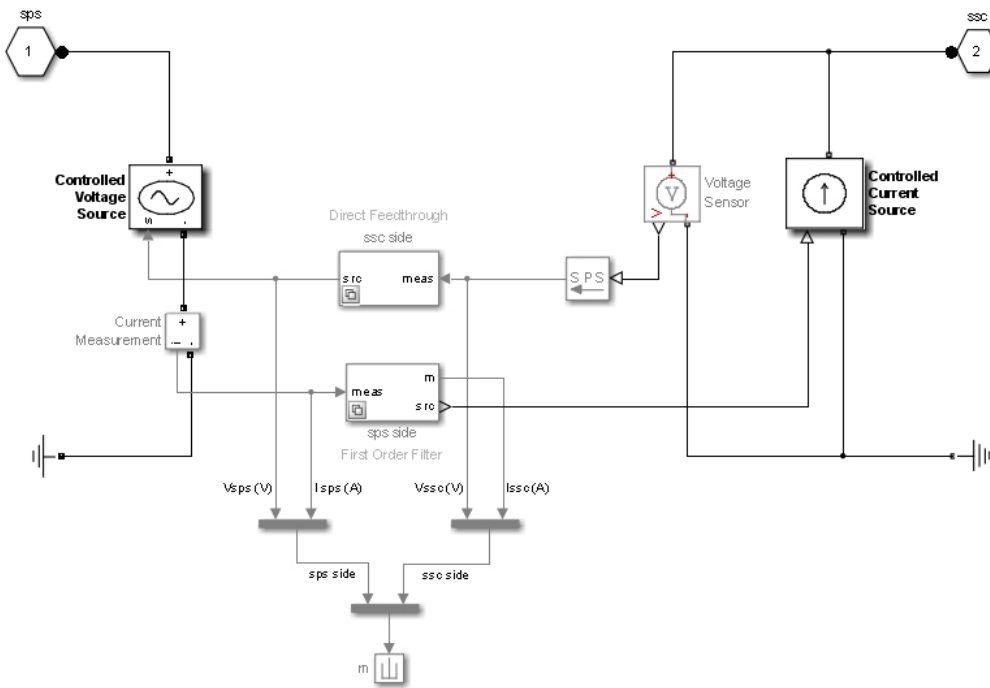 sps
1
ssc
2
Controlled
Voltage
Source
+
s
-
Voltage
Sensor
+
V
V
-
Controlled
Current
Source
Direct Feedthrough
ssc side
src
meas
SPS
Current
Measurement
+
i
-
meas
m
src
sps side
First Order Filter
Vsps(V)
Isps(A)
Vssc(V)
Issc(A)
sps side
ssc side
m